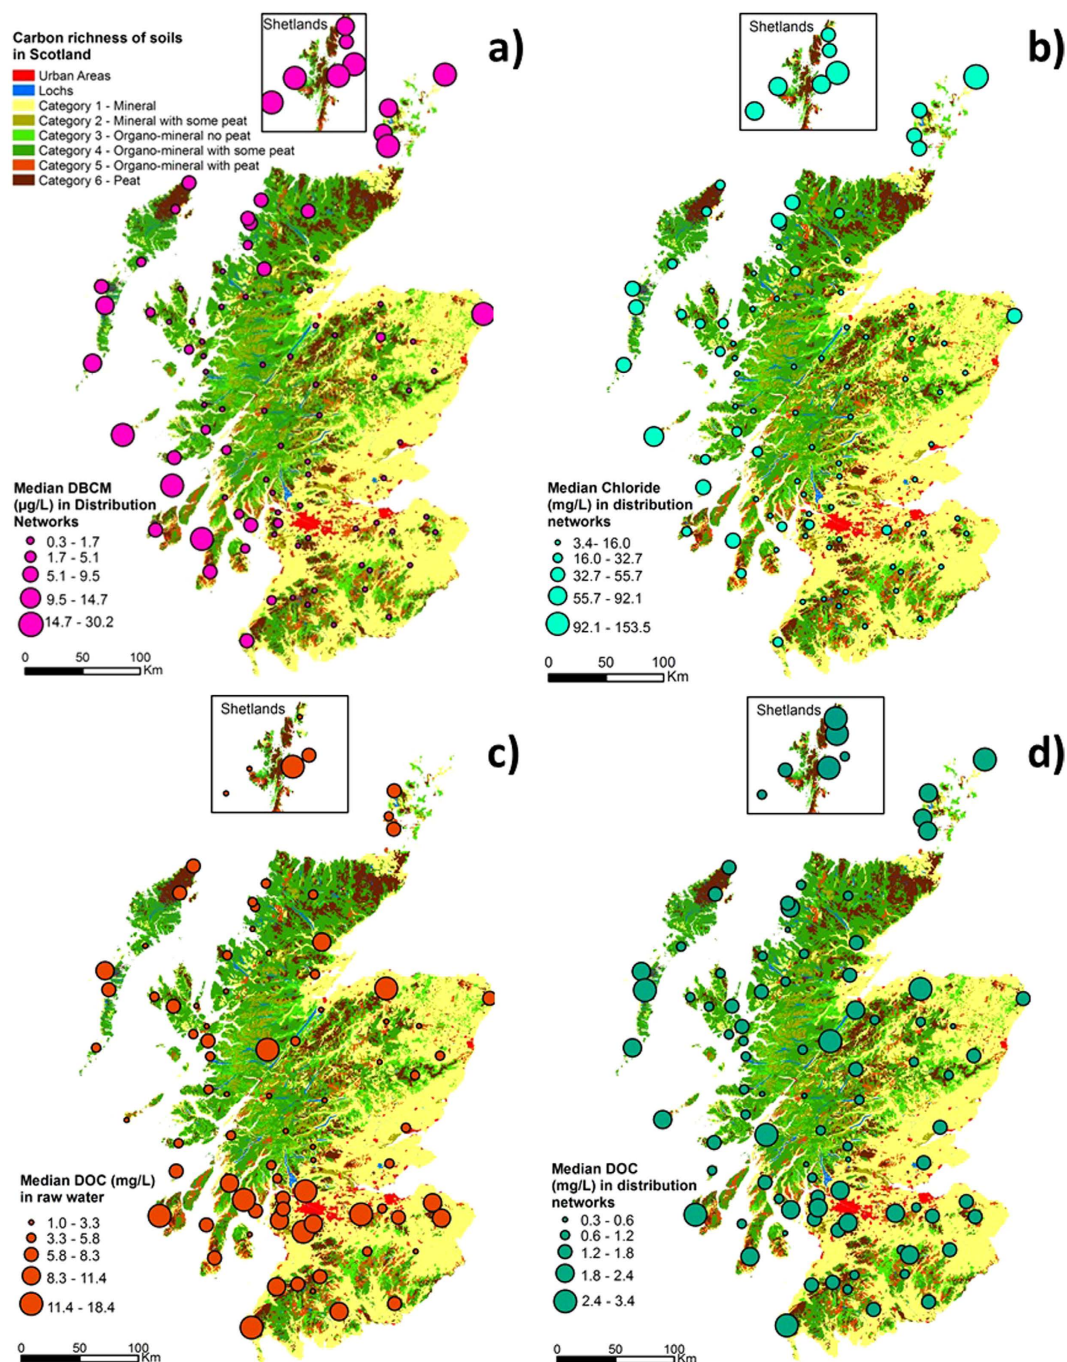 Carbon richness of soils
in Scotland
Urban Areas
Lochs
Category 1 - Mineral
Category 2 - Mineral with some peat
Category 3 - Organo-mineral no peat
Category 4 - Organo-mineral with some peat
Category 5 - Organo-mineral with peat
Category 6 - Peat
Shetlands
a)
Median DBCM
(µg/L) in Distribution
Networks
0.3 - 1.7
1.7 - 5.1
5.1 - 9.5
9.5 - 14.7
14.7 - 30.2
0 50 100
Km
Shetlands
b)
Median Chloride
(mg/L) in distribution
networks
3.4- 16.0
16.0 - 32.7
32.7 - 55.7
55.7 - 92.1
92.1 - 153.5
0 50 100
Km
Shetlands
c)
Median DOC (mg/L)
in raw water
1.0 - 3.3
3.3 - 5.8
5.8 - 8.3
8.3 - 11.4
11.4 - 18.4
0 50 100
Km
Shetlands
d)
Median DOC
(mg/L) in distribution
networks
0.3 - 0.6
0.6 - 1.2
1.2 - 1.8
1.8 - 2.4
2.4 - 3.4
0 50 100
Km